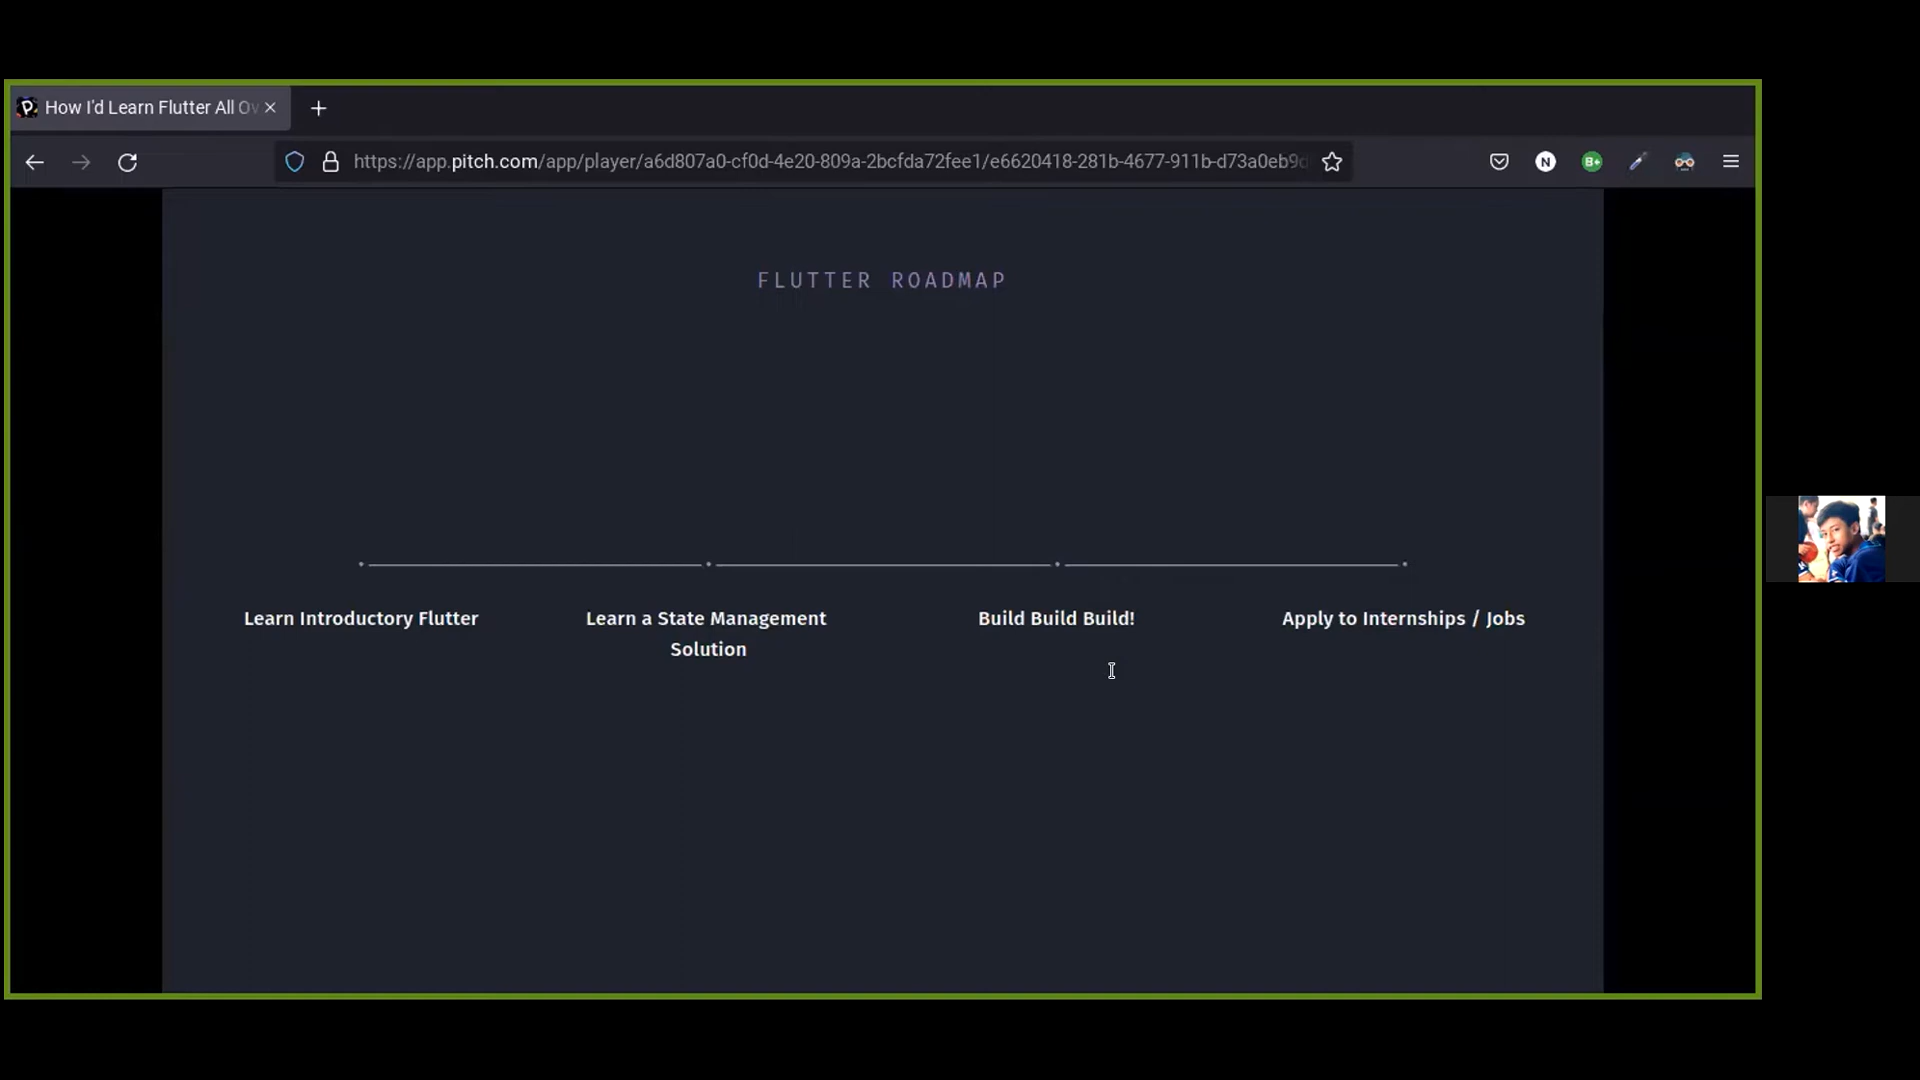 How I'd Learn Flutter All Ov
https://app.pitch.com/app/player/a6d807a0-cf0d-4e20-809a-2bcfda72fee1/e6620418-281b-4677-911b-d73a0eb9d
N
B+
FLUTTER ROADMAP
Learn Introductory Flutter
Learn a State Management
Solution
Build Build Build!
Apply to Internships / Jobs